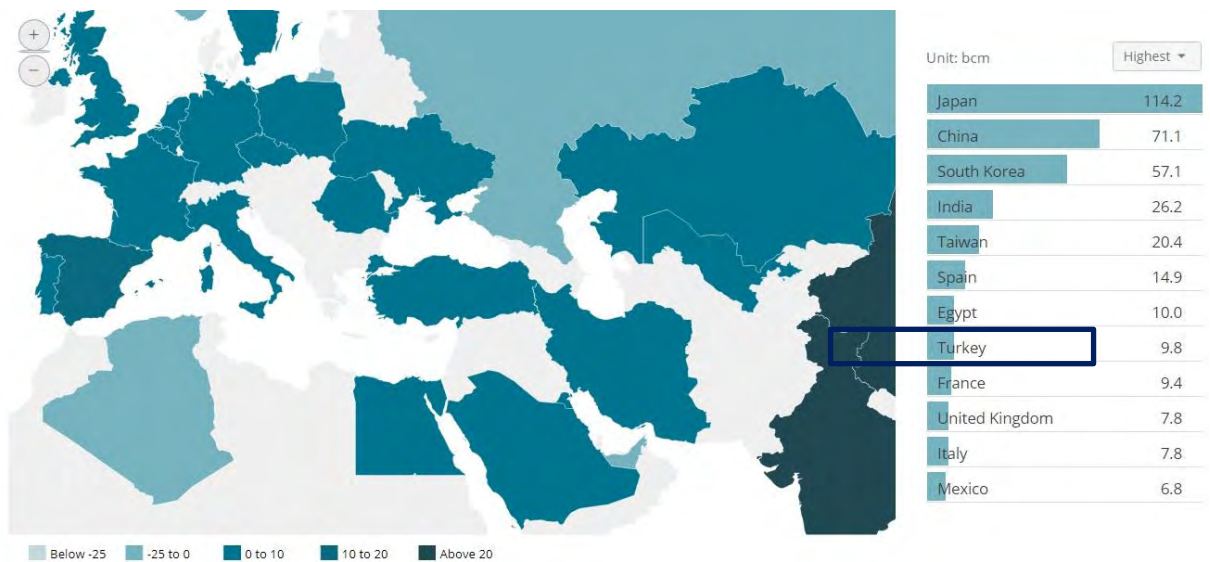 +
−
Unit: bcm
Highest
Japan 114.2
China 71.1
South Korea 57.1
India 26.2
Taiwan 20.4
Spain 14.9
Egypt 10.0
Turkey 9.8
France 9.4
United Kingdom 7.8
Italy 7.8
Mexico 6.8
Below -25 -25 to 0 0 to 10 10 to 20 Above 20